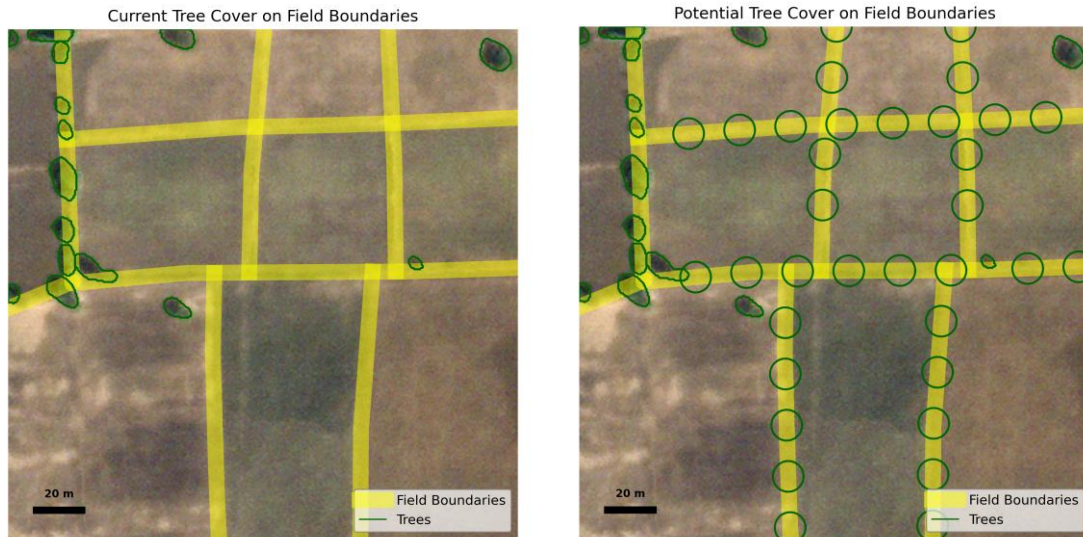 Current Tree Cover on Field Boundaries
20 m
Field Boundaries
Trees
Potential Tree Cover on Field Boundaries
20 m
Field Boundaries
Trees